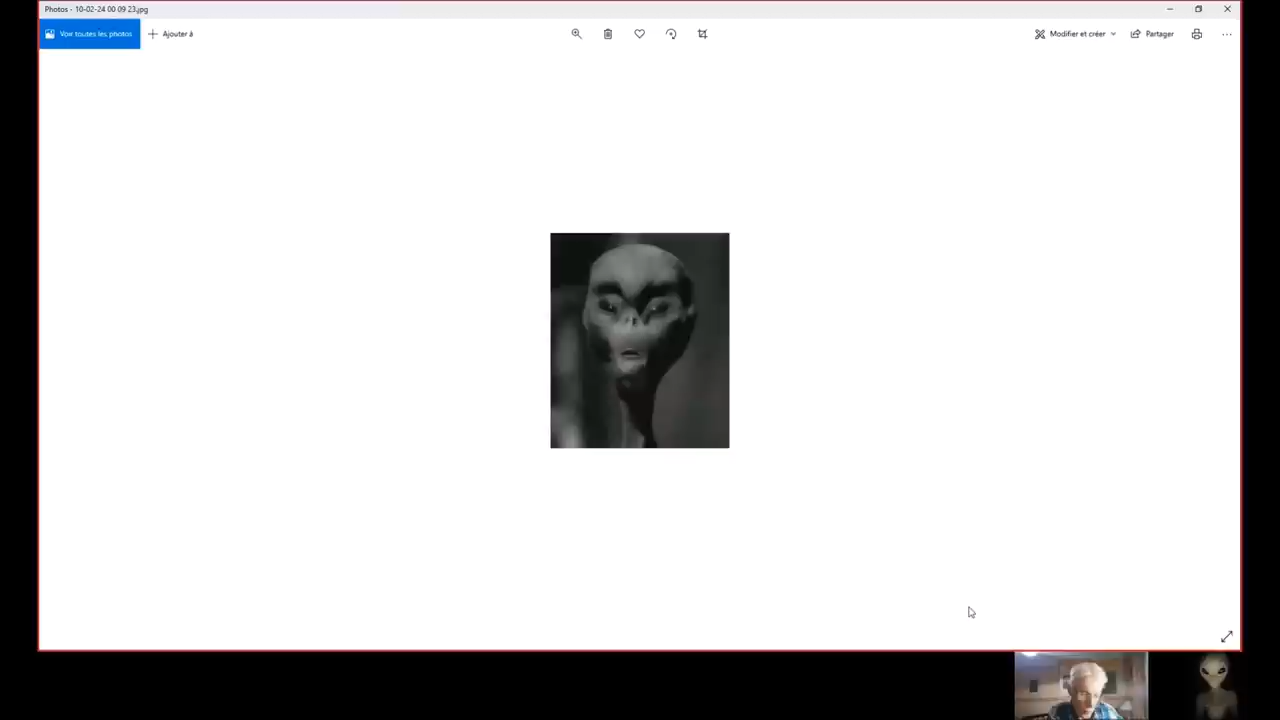 Photos - 10-02-24 00 09 23.jpg
Voir toutes les photos
Ajouter à
Modifier et créer
Partager